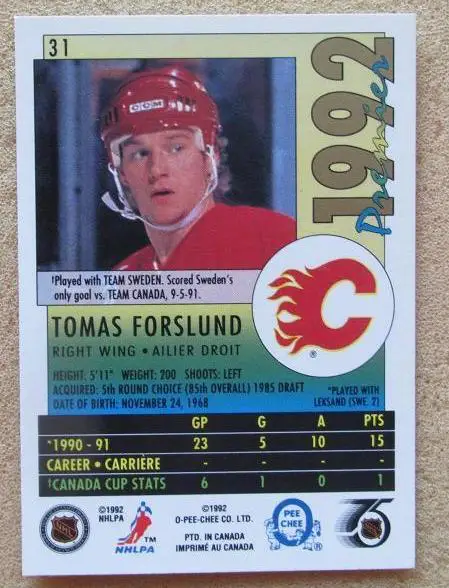 31
1992
Premier
CCM
†Played with TEAM SWEDEN. Scored Sweden's
only goal vs. TEAM CANADA, 9-5-91.
C
®
TOMAS FORSLUND
RIGHT WING • AILIER DROIT
HEIGHT: 5'11" WEIGHT: 200 SHOOTS: LEFT
ACQUIRED: 5th ROUND CHOICE (85th OVERALL) 1985 DRAFT
DATE OF BIRTH: NOVEMBER 24, 1968
*PLAYED WITH
LEKSAND (SWE. 2)
GP G A PTS
*1990 - 91 23 5 10 15
CAREER • CARRIÈRE - - - -
†CANADA CUP STATS 6 1 0 1
NHL
©1992
NHLPA
TM
NHLPA
©1992
O-PEE-CHEE CO. LTD.
PTD. IN CANADA
IMPRIMÉ AU CANADA
O
PEE
CHEE
75
NHL